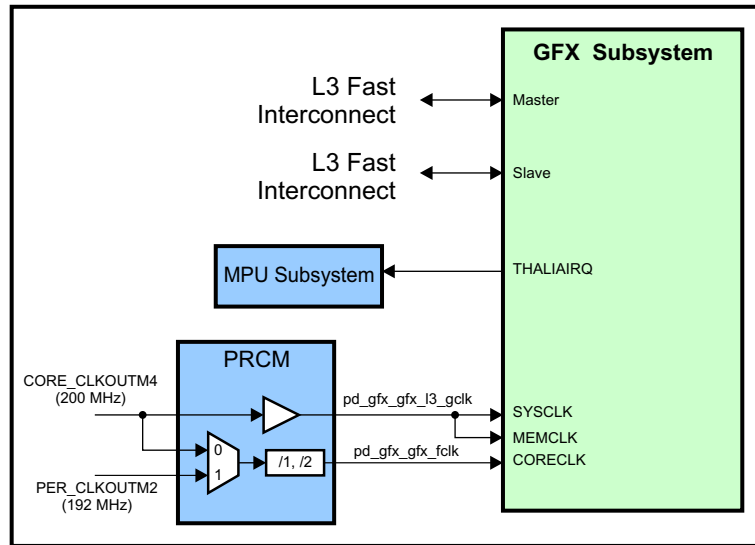 GFX Subsystem
L3 Fast
Interconnect
Master
L3 Fast
Interconnect
Slave
MPU Subsystem
THALIAIRQ
PRCM
CORE_CLKOUTM4
(200 MHz)
pd_gfx_gfx_l3_gclk
SYSCLK
MEMCLK
0
/1, /2
pd_gfx_gfx_fclk
CORECLK
1
PER_CLKOUTM2
(192 MHz)